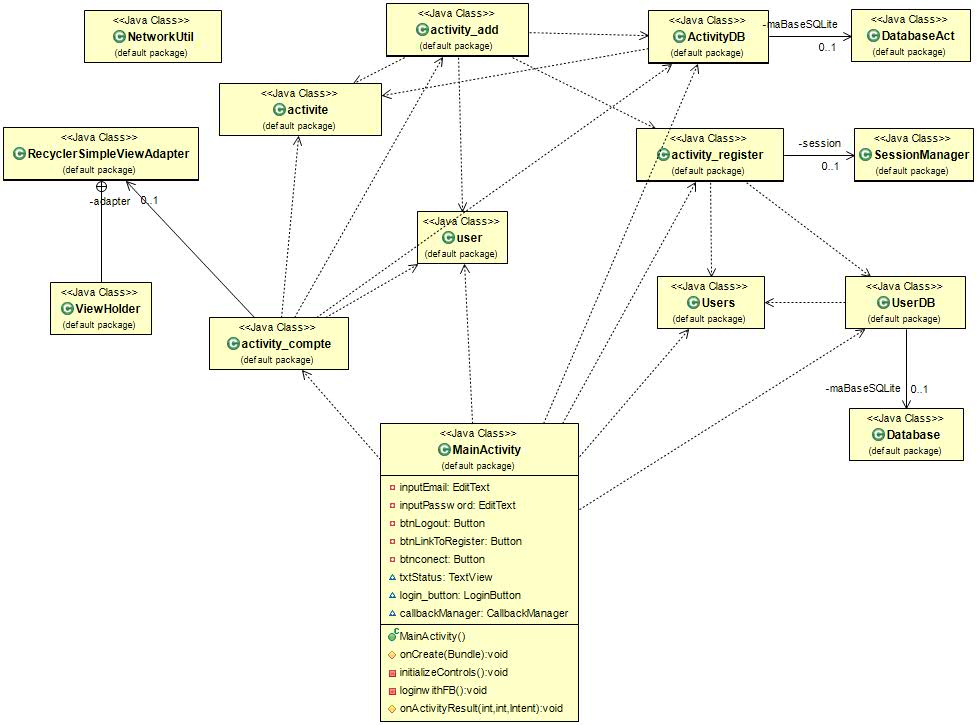 <<Java Class>>
NetworkUtil
(default package)
<<Java Class>>
activity_add
(default package)
<<Java Class>>
ActivityDB
(default package)
-maBaseSQLite
0..1
<<Java Class>>
DatabaseAct
(default package)
<<Java Class>>
activite
(default package)
<<Java Class>>
RecyclerSimpleViewAdapter
(default package)
<<Java Class>>
activity_register
(default package)
-session
0..1
<<Java Class>>
SessionManager
(default package)
-adapter
0..1
<<Java Class>>
user
(default package)
<<Java Class>>
ViewHolder
(default package)
<<Java Class>>
Users
(default package)
<<Java Class>>
UserDB
(default package)
<<Java Class>>
activity_compte
(default package)
-maBaseSQLite
0..1
<<Java Class>>
Database
(default package)
<<Java Class>>
MainActivity
(default package)
inputEmail: EditText
inputPassword: EditText
btnLogout: Button
btnLinkToRegister: Button
btnconect: Button
txtStatus: TextView
login_button: LoginButton
callbackManager: CallbackManager
MainActivity()
onCreate(Bundle):void
initializeControls():void
loginwithFB():void
onActivityResult(int,int,Intent):void